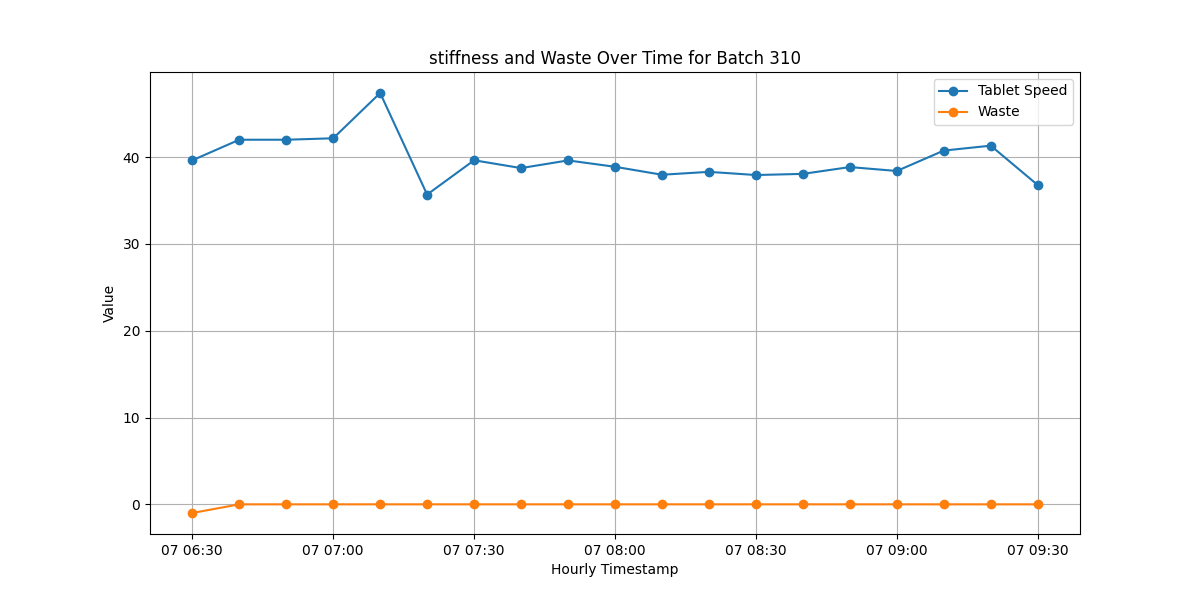 stiffness and Waste Over Time for Batch 310
Tablet Speed
Waste
Value
40
30
20
10
0
07 06:30
07 07:00
07 07:30
07 08:00
07 08:30
07 09:00
07 09:30
Hourly Timestamp